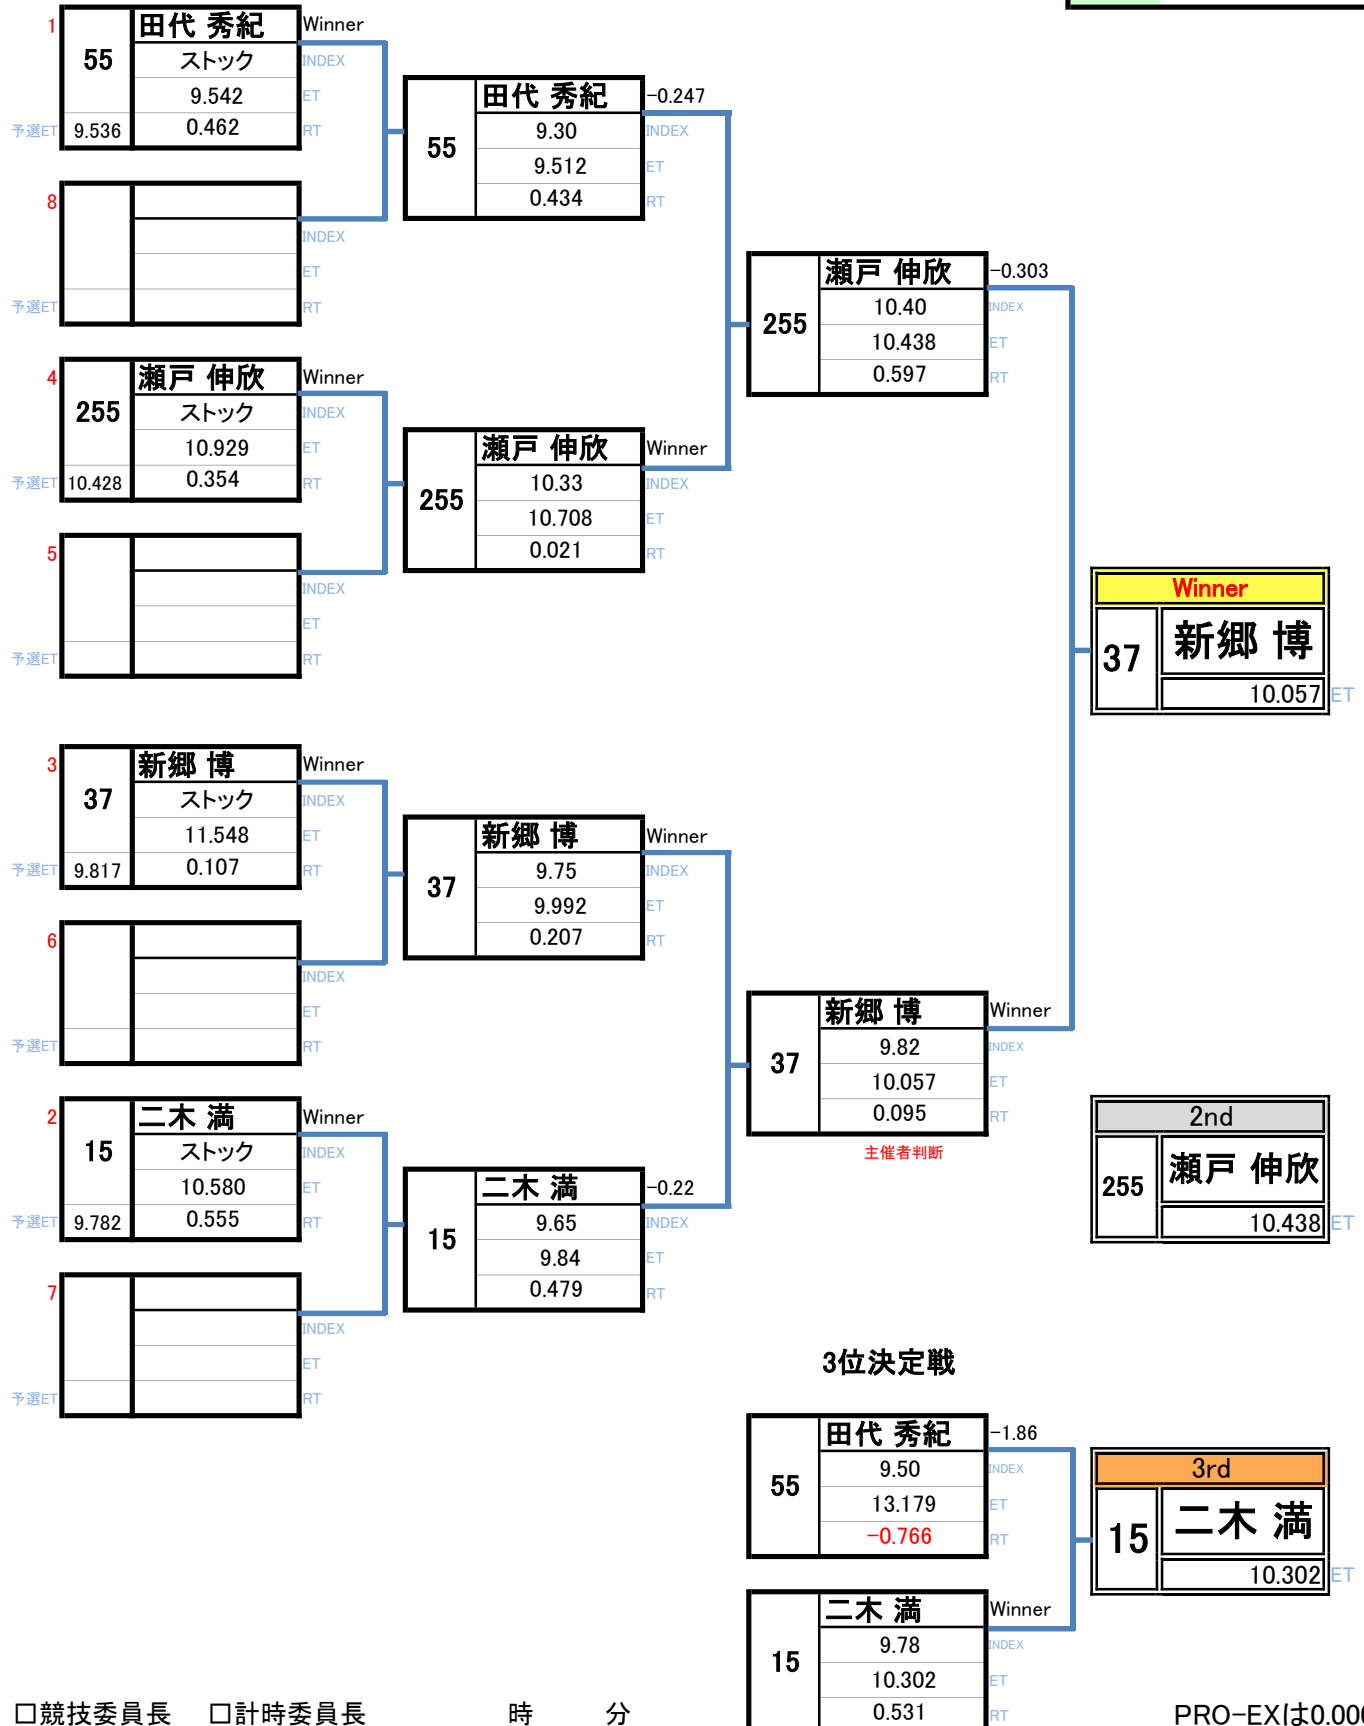 1
田代 秀紀
Winner
55
ストック
INDEX
9.542
ET
予選ET
9.536
0.462
RT
8
INDEX
ET
予選ET
RT
4
瀬戸 伸欣
Winner
255
ストック
INDEX
10.929
ET
予選ET
10.428
0.354
RT
5
INDEX
ET
予選ET
RT
3
新郷 博
Winner
37
ストック
INDEX
11.548
ET
予選ET
9.817
0.107
RT
6
INDEX
ET
予選ET
RT
2
二木 満
Winner
15
ストック
INDEX
10.580
ET
予選ET
9.782
0.555
RT
7
INDEX
ET
予選ET
RT
田代 秀紀
-0.247
55
9.30
INDEX
9.512
ET
0.434
RT
瀬戸 伸欣
Winner
255
10.33
INDEX
10.708
ET
0.021
RT
新郷 博
Winner
37
9.75
INDEX
9.992
ET
0.207
RT
二木 満
-0.22
15
9.65
INDEX
9.84
ET
0.479
RT
瀬戸 伸欣
-0.303
255
10.40
INDEX
10.438
ET
0.597
RT
新郷 博
Winner
37
9.82
INDEX
10.057
ET
0.095
RT
主催者判断
Winner
37
新郷 博
10.057
ET
2nd
255
瀬戸 伸欣
10.438
ET
3位決定戦
田代 秀紀
-1.86
55
9.50
INDEX
13.179
ET
-0.766
RT
二木 満
Winner
15
9.78
INDEX
10.302
ET
0.531
RT
3rd
15
二木 満
10.302
ET
□競技委員長 □計時委員長 時 分
PRO-EXは0.000